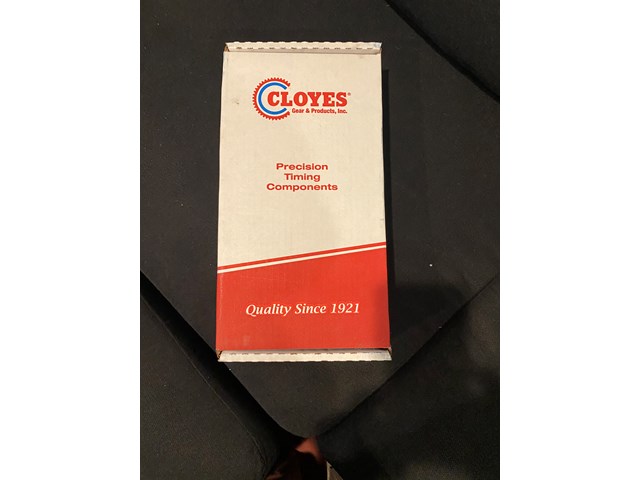 CLOYES®
Gear & Products, Inc.
Precision
Timing
Components
Quality Since 1921